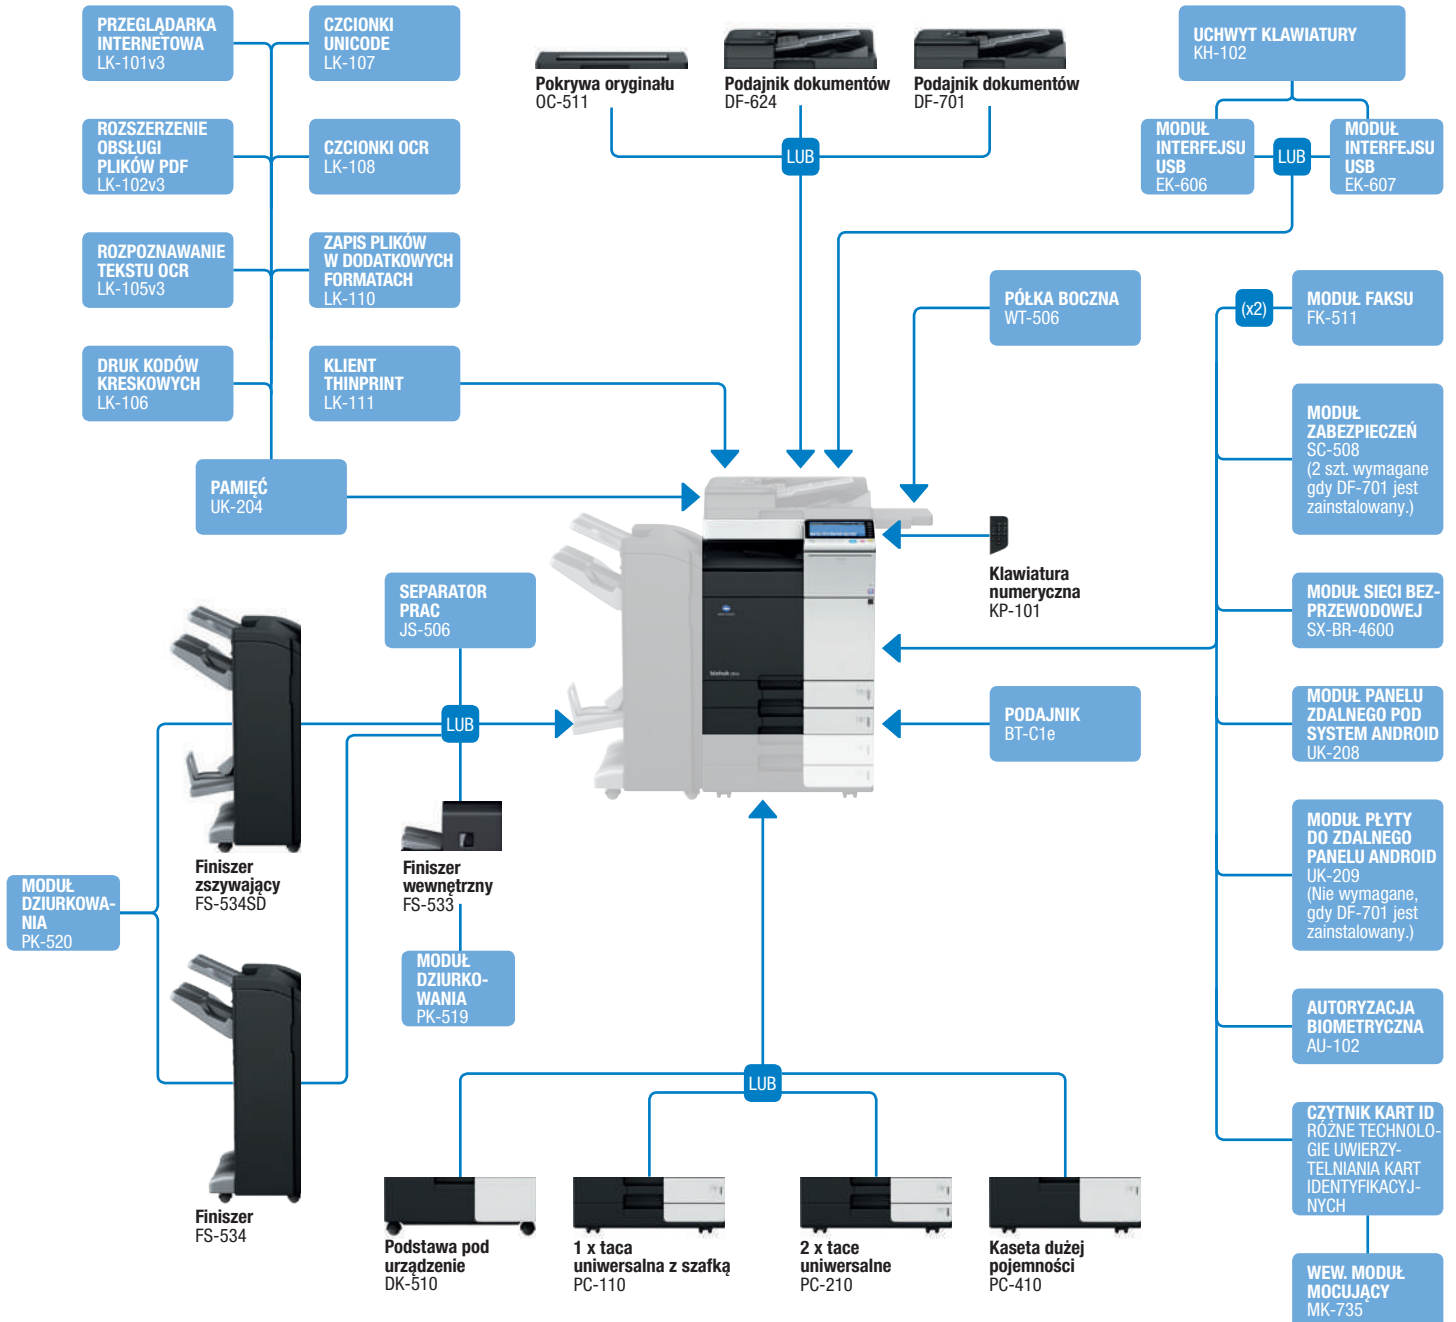 PRZEGLĄDARKA
INTERNETOWA
LK-101v3
CZCIONKI
UNICODE
LK-107
ROZSZERZENIE
OBSŁUGI
PLIKÓW PDF
LK-102v3
CZCIONKI OCR
LK-108
ROZPOZNAWANIE
TEKSTU OCR
LK-105v3
ZAPIS PLIKÓW
W DODATKOWYCH
FORMATACH
LK-110
DRUK KODÓW
KRESKOWYCH
LK-106
KLIENT
THINPRINT
LK-111
PAMIĘĆ
UK-204
Pokrywa oryginału
OC-511
Podajnik dokumentów
DF-624
Podajnik dokumentów
DF-701
LUB
UCHWYT KLAWIATURY
KH-102
MODUŁ
INTERFEJSU
USB
EK-606
LUB
MODUŁ
INTERFEJSU
USB
EK-607
PÓŁKA BOCZNA
WT-506
(x2)
MODUŁ FAKSU
FK-511
MODUŁ
ZABEZPIECZEŃ
SC-508
(2 szt. wymagane
gdy DF-701 jest
zainstalowany.)
Klawiatura
numeryczna
KP-101
MODUŁ SIECI BEZ-
PRZEWODOWEJ
SX-BR-4600
SEPARATOR
PRAC
JS-506
LUB
PODAJNIK
BT-C1e
MODUŁ PANELU
ZDALNEGO POD
SYSTEM ANDROID
UK-208
MODUŁ PŁYTY
DO ZDALNEGO
PANELU ANDROID
UK-209
(Nie wymagane,
gdy DF-701 jest
zainstalowany.)
Finiszer
zszywający
FS-534SD
Finiszer
wewnętrzny
FS-533
MODUŁ
DZIURKOWA-
NIA
PK-520
MODUŁ
DZIURKO-
WANIA
PK-519
AUTORYZACJA
BIOMETRYCZNA
AU-102
LUB
CZYTNIK KART ID
RÓŻNE TECHNOLO-
GIE UWIERZY-
TELNIANIA KART
IDENTYFIKACYJ-
NYCH
Finiszer
FS-534
Podstawa pod
urządzenie
DK-510
1 x taca
uniwersalna z szafką
PC-110
2 x tace
uniwersalne
PC-210
Kaseta dużej
pojemności
PC-410
WEW. MODUŁ
MOCUJĄCY
MK-735